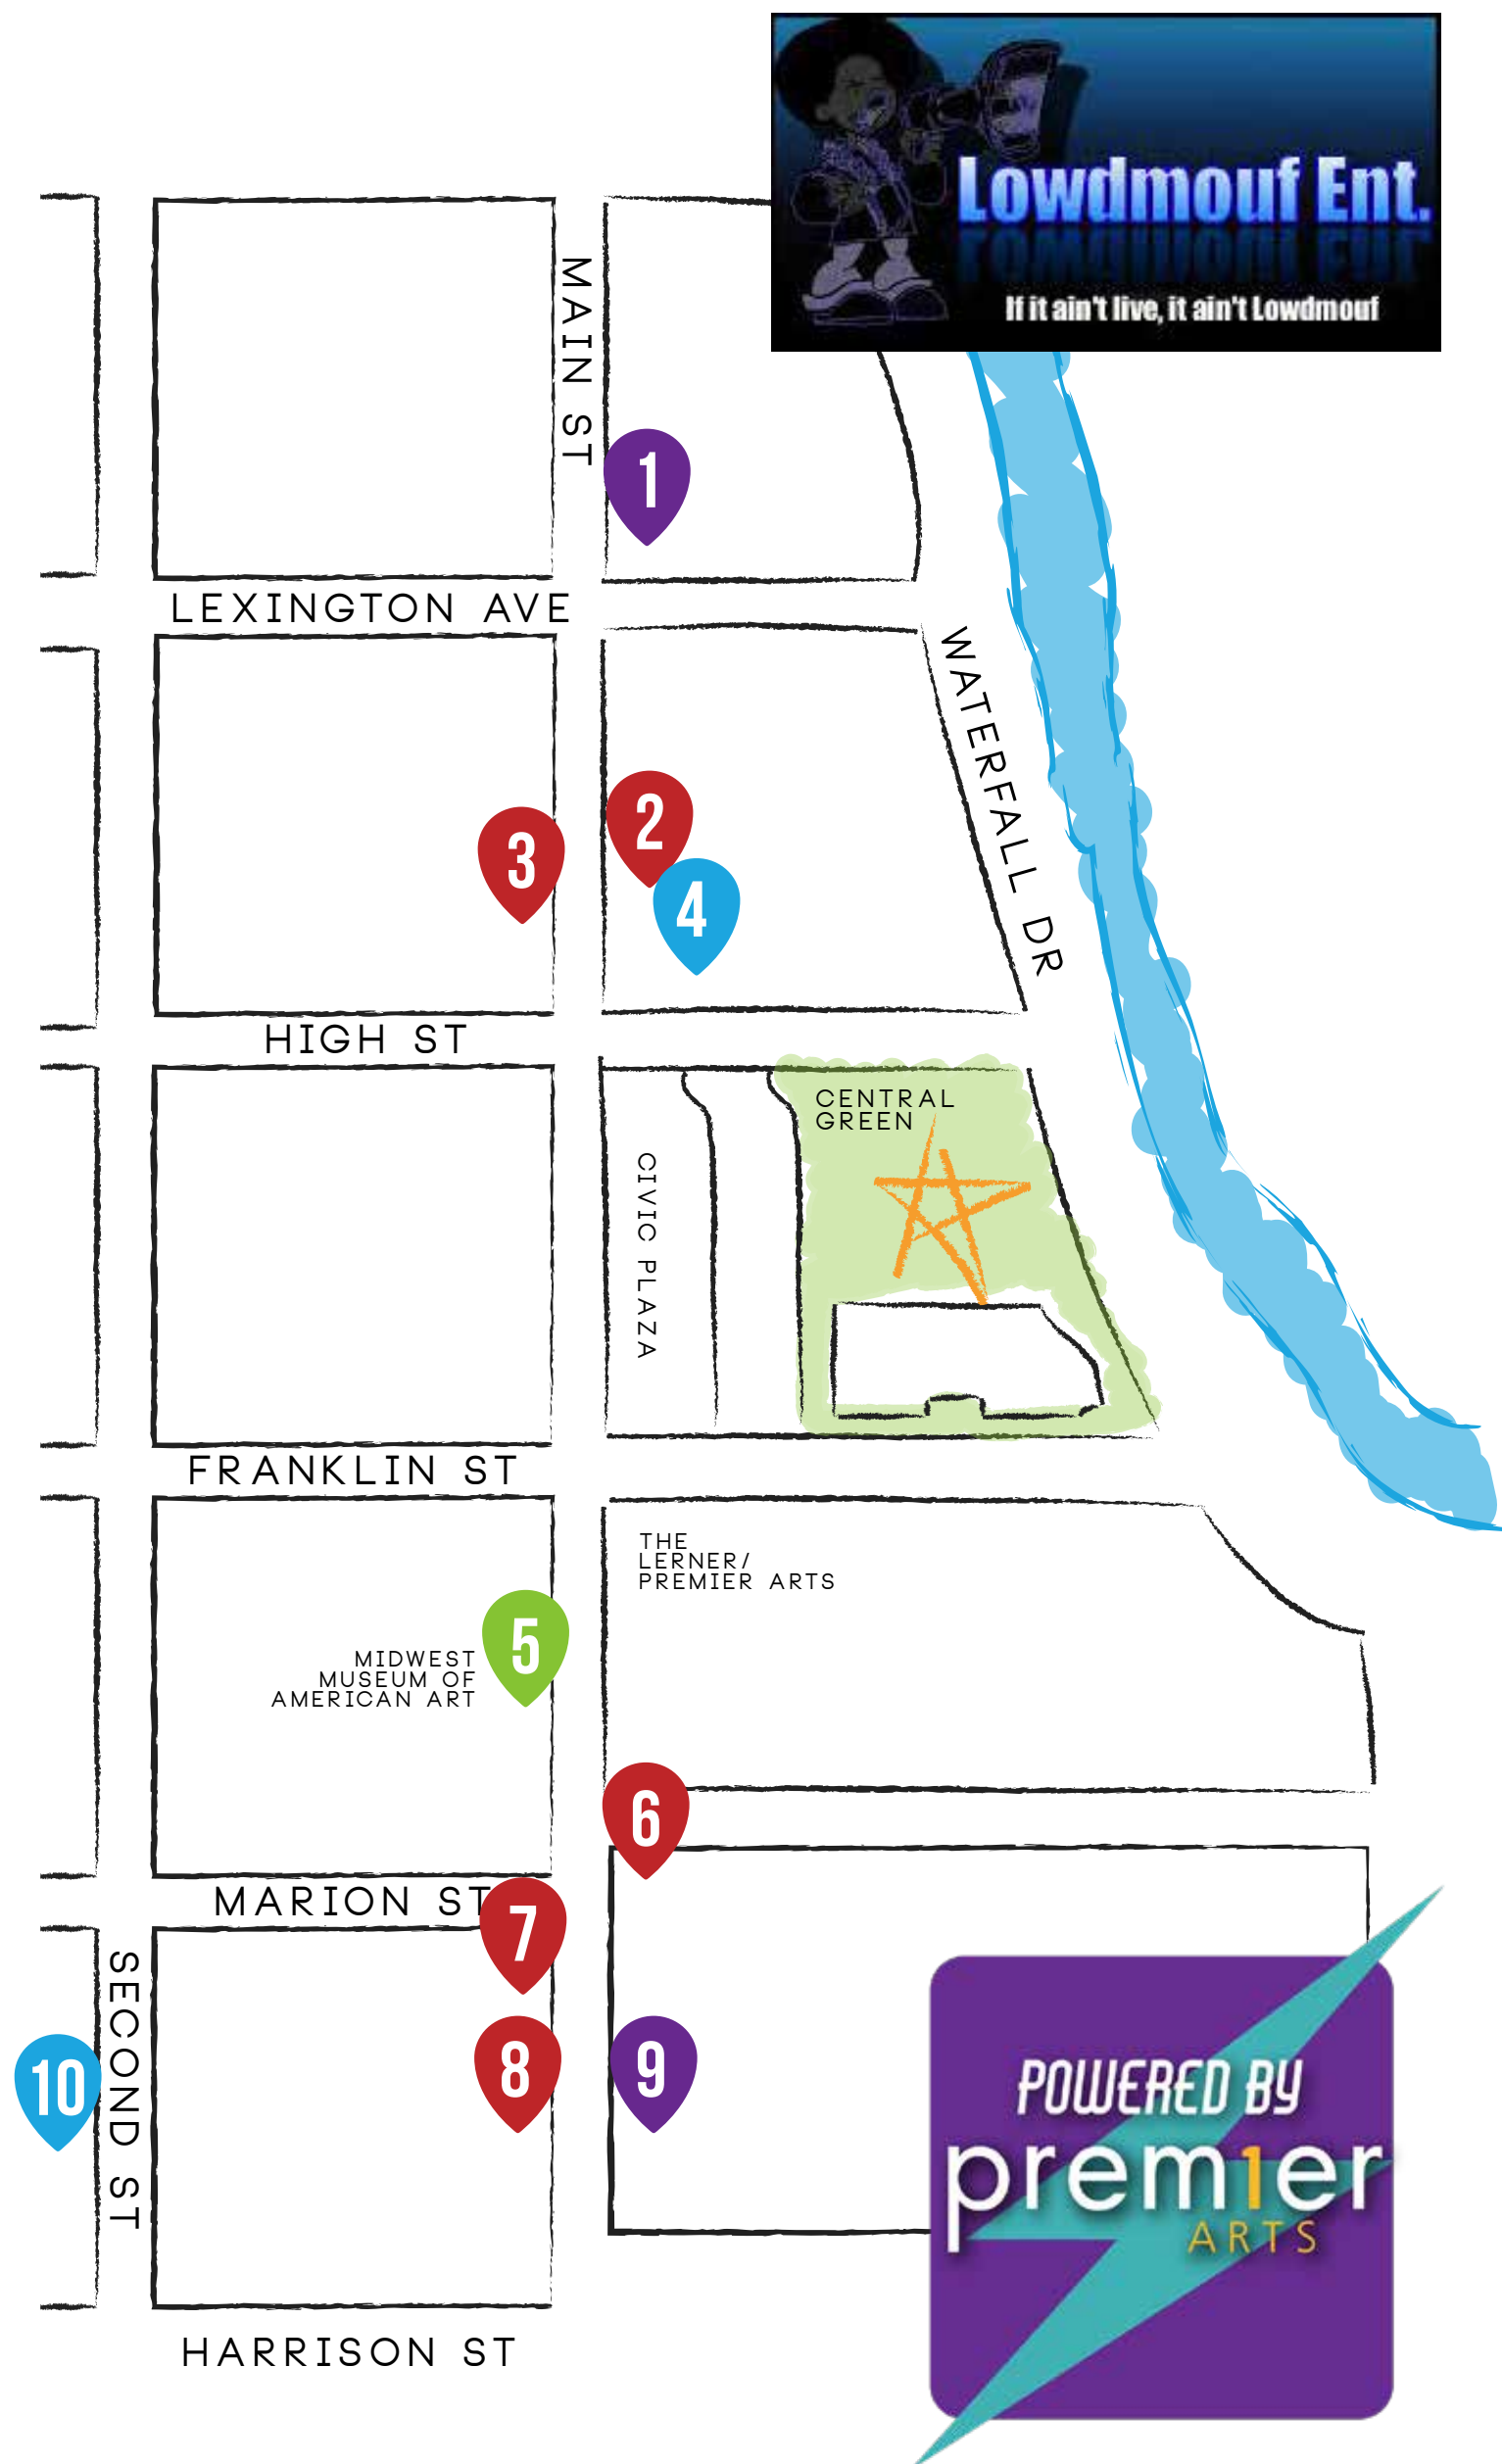 Lowdmouf Ent.
If it ain't live, it ain't Lowdmouf
MAIN ST
1
LEXINGTON AVE
WATERFALL DR
2
3
4
HIGH ST
CENTRAL
GREEN
CIVIC PLAZA
FRANKLIN ST
THE
LERNER/
PREMIER ARTS
5
MIDWEST
MUSEUM OF
AMERICAN ART
6
MARION ST
7
SECOND ST
8
9
10
POWERED BY
prem1er
ARTS
HARRISON ST